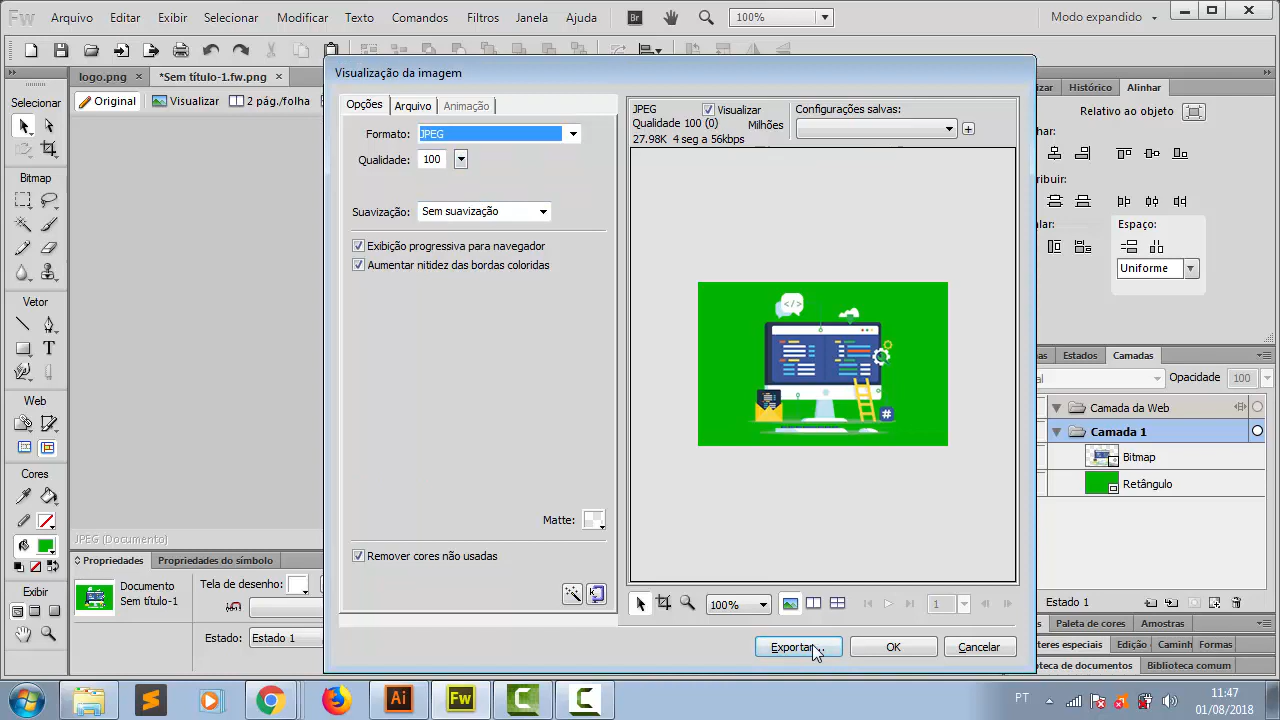 Fw Arquivo Editar Exibir Selecionar Modificar Texto Comandos Filtros Janela Ajuda Br 100% Modo expandido
logo.png *Sem título-1.fw.png
Original Visualizar 2 pág./folha
Selecionar
Bitmap
Vetor
Web
Cores
Exibir
JPEG (Documento)
Propriedades Propriedades do símbolo
Documento
Sem título-1
Tela de desenho:
Estado: Estado 1
Visualização da imagem
Opções Arquivo Animação
Formato: JPEG
Qualidade: 100
Suavização: Sem suavização
Exibição progressiva para navegador
Aumentar nitidez das bordas coloridas
Matte:
Remover cores não usadas
JPEG Visualizar Configurações salvas:
Qualidade 100 (0) Milhões
27.98K 4 seg a 56kbps
</>
#
100% 1
Exportar... OK Cancelar
Histórico Alinhar
Relativo ao objeto
Espaço:
Uniforme
Estados Camadas
Opacidade 100
Camada da Web
Camada 1
Bitmap
Retângulo
Estado 1
Paleta de cores Amostras
Edição Caminh Formas
Biblioteca comum
Ai Fw
PT 11:47
01/08/2018